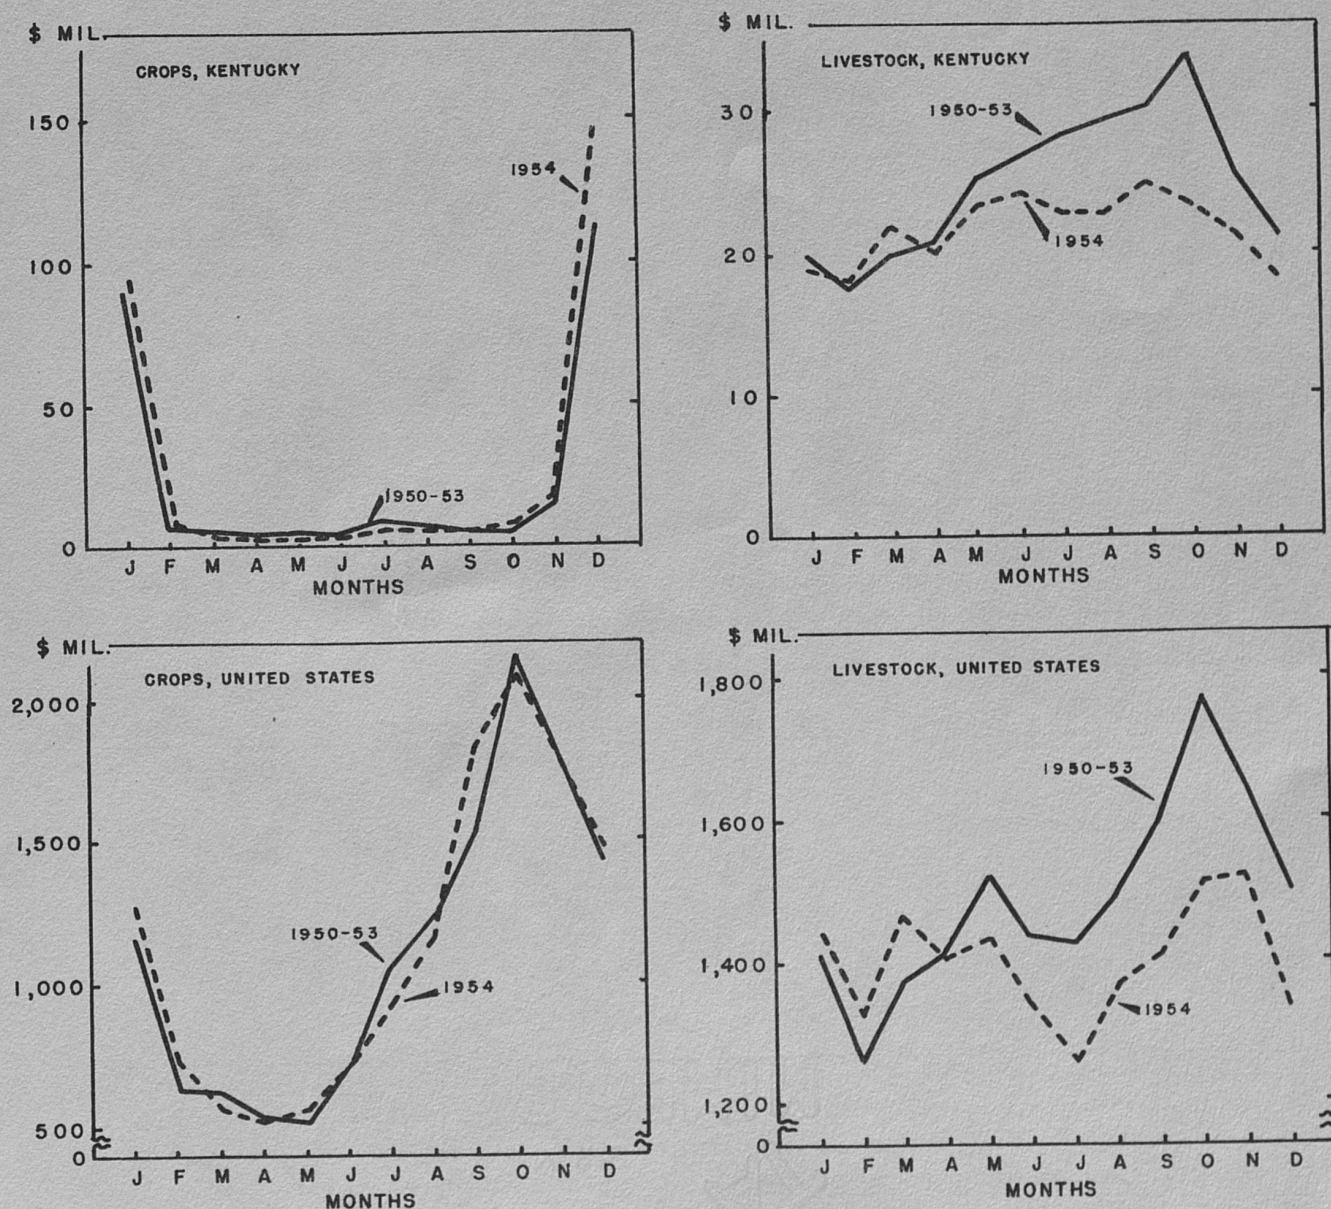 $ MIL.
CROPS, KENTUCKY
150
1954
100
50
1950-53
0
J F M A M J J A S O N D
MONTHS
$ MIL.
LIVESTOCK, KENTUCKY
30
1950-53
1954
20
10
0
J F M A M J J A S O N D
MONTHS
$ MIL.
CROPS, UNITED STATES
2,000
1,500
1950-53
1,000
1954
500
0
J F M A M J J A S O N D
MONTHS
$ MIL.
LIVESTOCK, UNITED STATES
1,800
1950-53
1,600
1,400
1954
1,200
0
J F M A M J J A S O N D
MONTHS